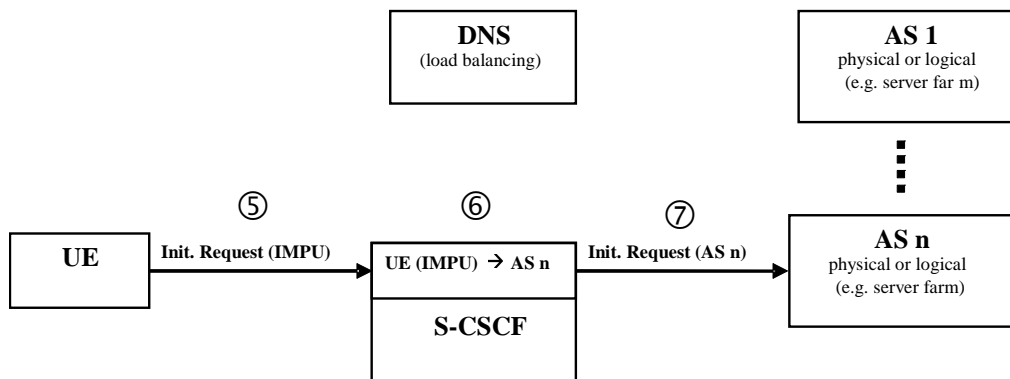 DNS
(load balancing)
AS 1
physical or logical
(e.g. server far m)
⑤
⑥
⑦
UE
Init. Request (IMPU)
UE (IMPU) → AS n
Init. Request (AS n)
AS n
physical or logical
(e.g. server farm)
S-CSCF